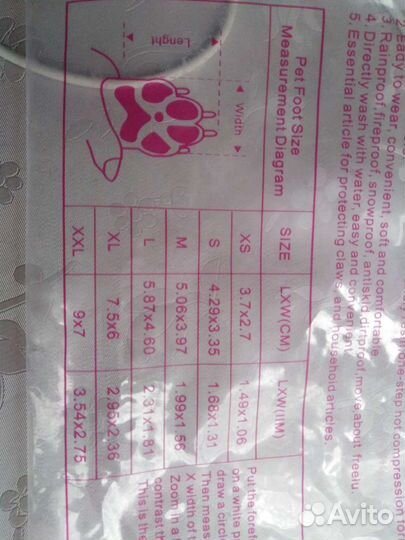 2. Eady to wear, convenient, soft and comfortable
3. Rainproof, fireproof, snowproof, antiskid dirtproof, move about freelu.
4. Directly wash with water, easy and convenient
5. Essential article for protecting claws, and household articles.
Pet Foot Size
Measurement Diagram
Lenght
Width
SIZE LXW(CM) LXW(IIM)
XS 3.7x2.7 1.49x1.06
S 4.29x3.35 1.68x1.31
M 5.06x3.97 1.99x1.56
L 5.87x4.60 2.31x1.81
XL 7.5x6 2.95x2.36
XXL 9x7 3.54x2.75
Put the forefe
on a white p
draw a circl
Then meas
X width of t
Zoom in a
contrast th
This is the
Avito